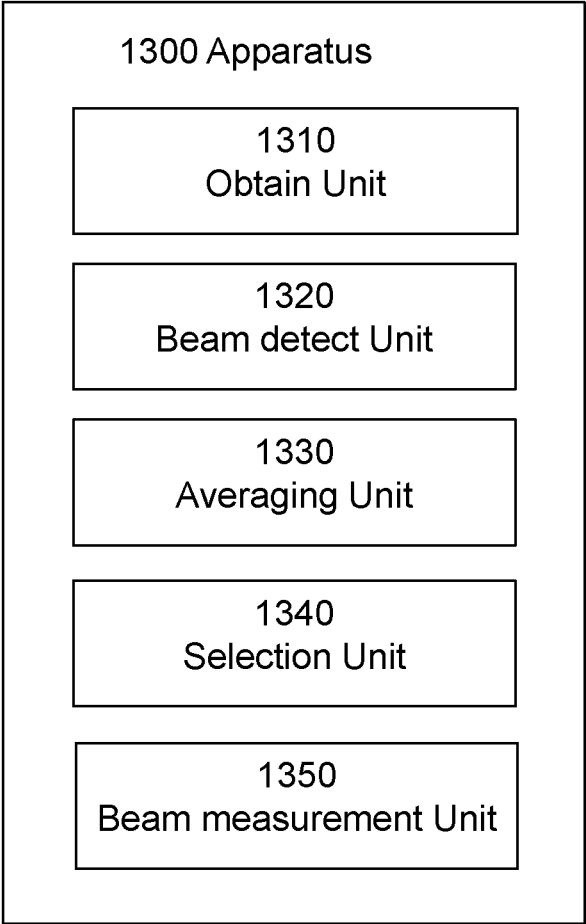 1300 Apparatus
1310
Obtain Unit
1320
Beam detect Unit
1330
Averaging Unit
1340
Selection Unit
1350
Beam measurement Unit